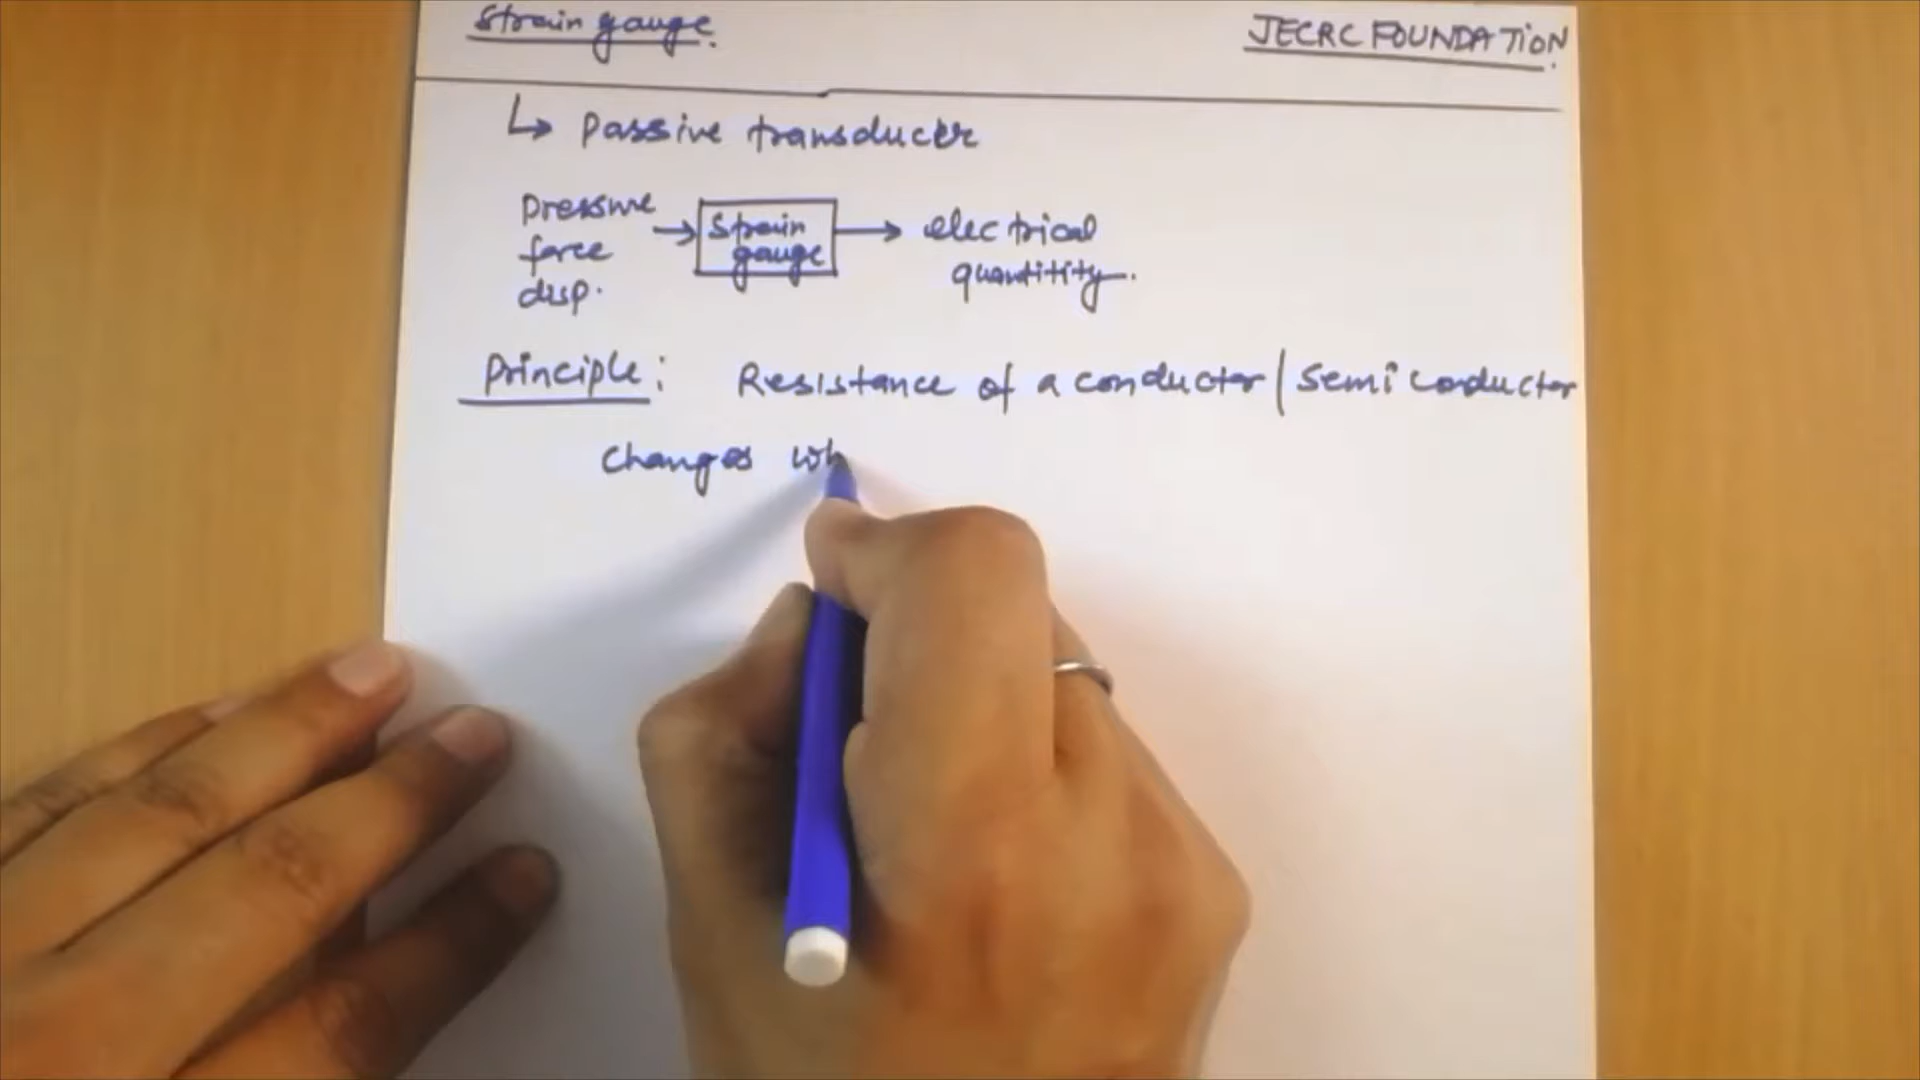 Strain gauge.
JECRC FOUNDATION.
↳ Passive transducer
Pressure
force
disp.
→ Strain
gauge →
electrical
quantitity.
Principle: Resistance of a conductor/semiconductor
changes wh